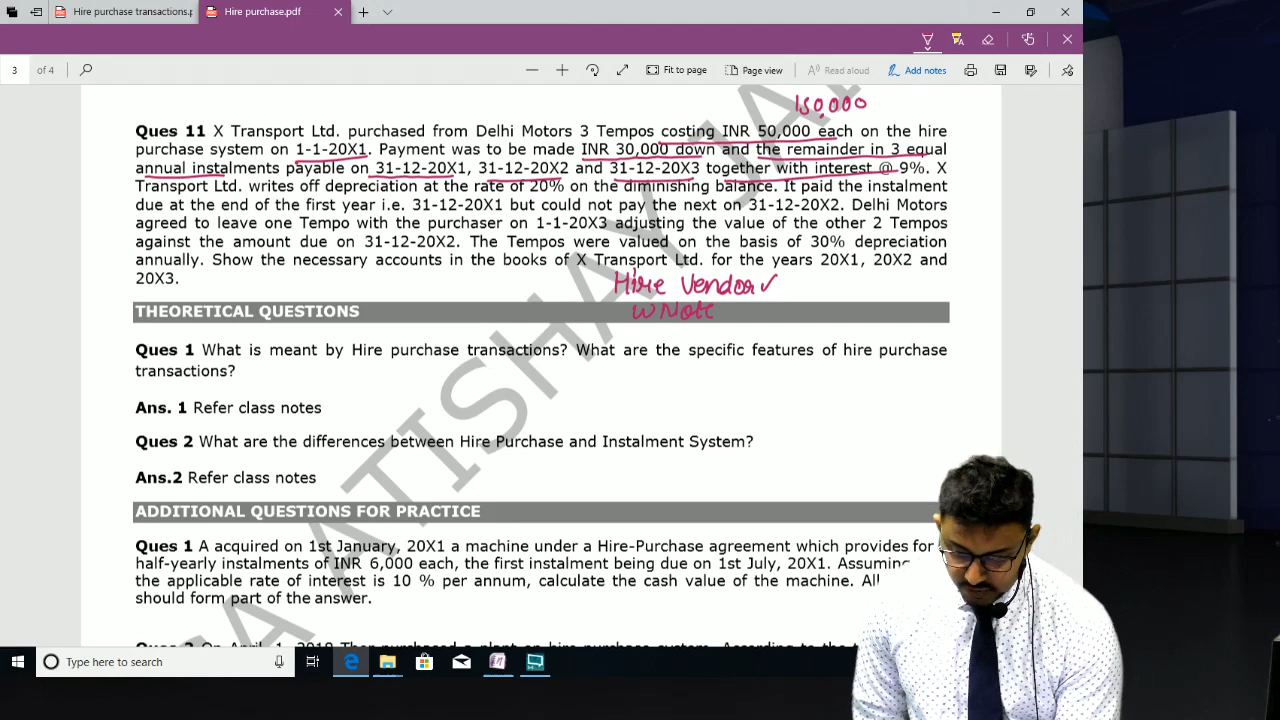 Hire purchase transactions.p
Hire purchase.pdf
3 of 4
Fit to page
Page view
Read aloud
Add notes
150,000
Ques 11 X Transport Ltd. purchased from Delhi Motors 3 Tempos costing INR 50,000 each on the hire
purchase system on 1-1-20X1. Payment was to be made INR 30,000 down and the remainder in 3 equal
annual instalments payable on 31-12-20X1, 31-12-20X2 and 31-12-20X3 together with interest @ 9%. X
Transport Ltd. writes off depreciation at the rate of 20% on the diminishing balance. It paid the instalment
due at the end of the first year i.e. 31-12-20X1 but could not pay the next on 31-12-20X2. Delhi Motors
agreed to leave one Tempo with the purchaser on 1-1-20X3 adjusting the value of the other 2 Tempos
against the amount due on 31-12-20X2. The Tempos were valued on the basis of 30% depreciation
annually. Show the necessary accounts in the books of X Transport Ltd. for the years 20X1, 20X2 and
20X3.
Hire Vendor ✓
WNote
THEORETICAL QUESTIONS
Ques 1 What is meant by Hire purchase transactions? What are the specific features of hire purchase
transactions?
Ans. 1 Refer class notes
Ques 2 What are the differences between Hire Purchase and Instalment System?
Ans.2 Refer class notes
ADDITIONAL QUESTIONS FOR PRACTICE
Ques 1 A acquired on 1st January, 20X1 a machine under a Hire-Purchase agreement which provides for
half-yearly instalments of INR 6,000 each, the first instalment being due on 1st July, 20X1. Assuming
the applicable rate of interest is 10 % per annum, calculate the cash value of the machine. All
should form part of the answer.
CA ATISHAY JAI
Type here to search